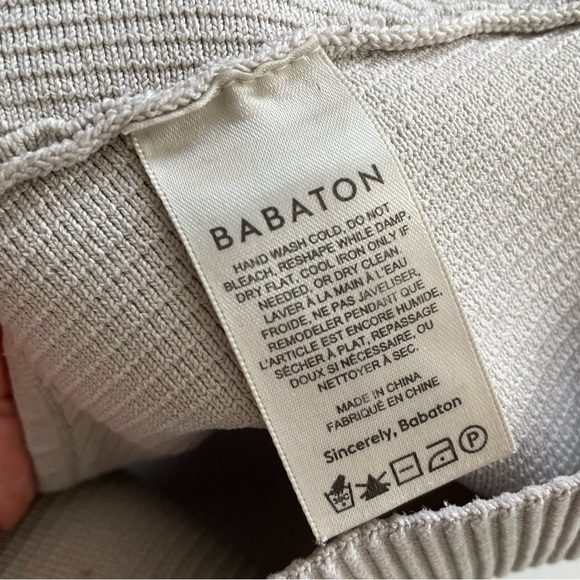 BABATON
HAND WASH COLD. DO NOT
BLEACH. RESHAPE WHILE DAMP.
DRY FLAT. COOL IRON ONLY IF
NEEDED. OR DRY CLEAN.
LAVER À LA MAIN À L'EAU
FROIDE. NE PAS JAVELISER.
REMODELER PENDANT QUE
L'ARTICLE EST ENCORE HUMIDE.
SÉCHER À PLAT, REPASSAGE
DOUX SI NÉCESSAIRE, OU
NETTOYER À SEC.
MADE IN CHINA
FABRIQUÉ EN CHINE
Sincerely, Babaton
30C P